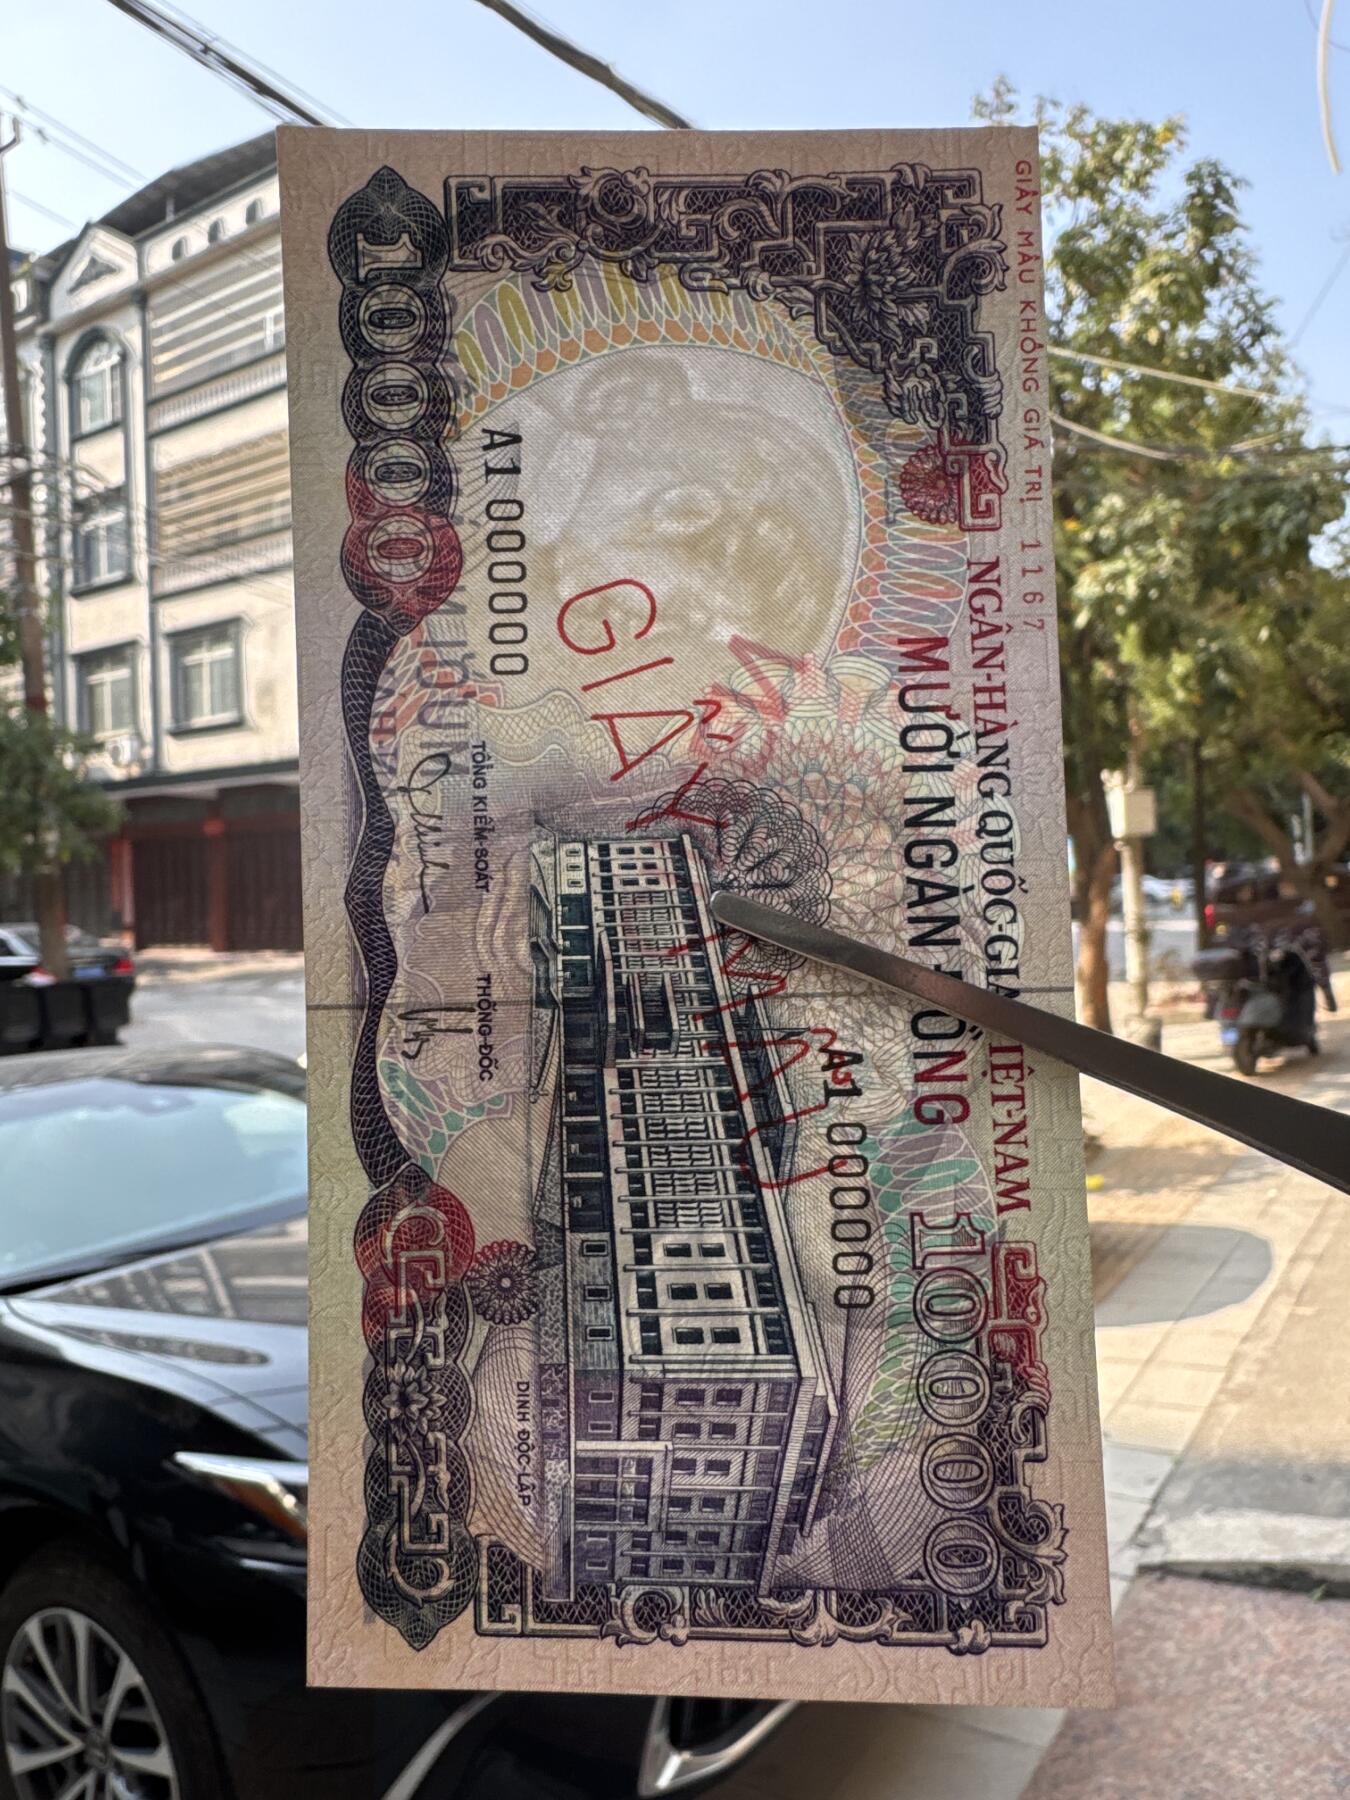 GIẤY MẪU KHÔNG GIÁ TRỊ 1167
NGÂN-HÀNG QUỐC-GIA VIỆT-NAM
MƯỜI NGÀN ĐỒNG
10000
A1 000000
GIẤY MẪU
A1 000000
TỔNG KIỂM-SOÁT
THỐNG-ĐỐC
DINH ĐỘC LẬP
10000